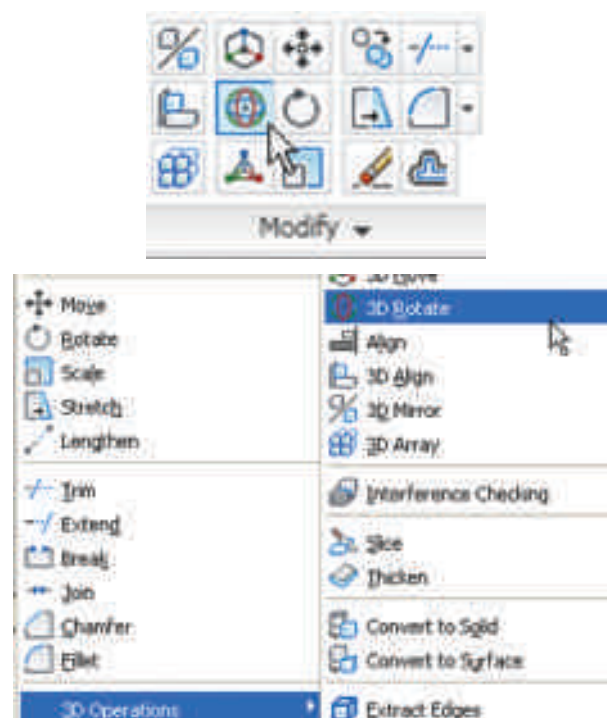 Modify
Move
Rotate
Scale
Stretch
Lengthen
Trim
Extend
Break
Join
Chamfer
Fillet
3D Operations
3D Move
3D Rotate
Align
3D Align
3D Mirror
3D Array
Interference Checking
Slice
Thicken
Convert to Solid
Convert to Surface
Extract Edges